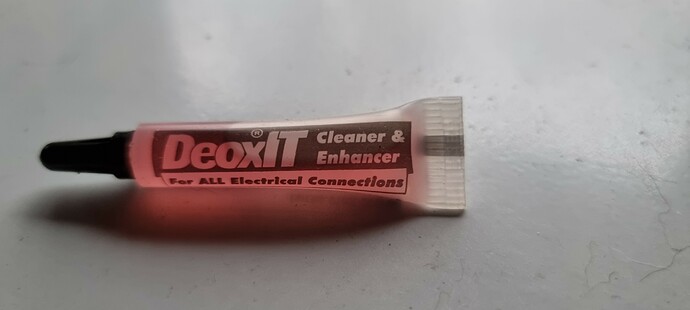 DeoxIT® Cleaner &
Enhancer
For ALL Electrical Connections